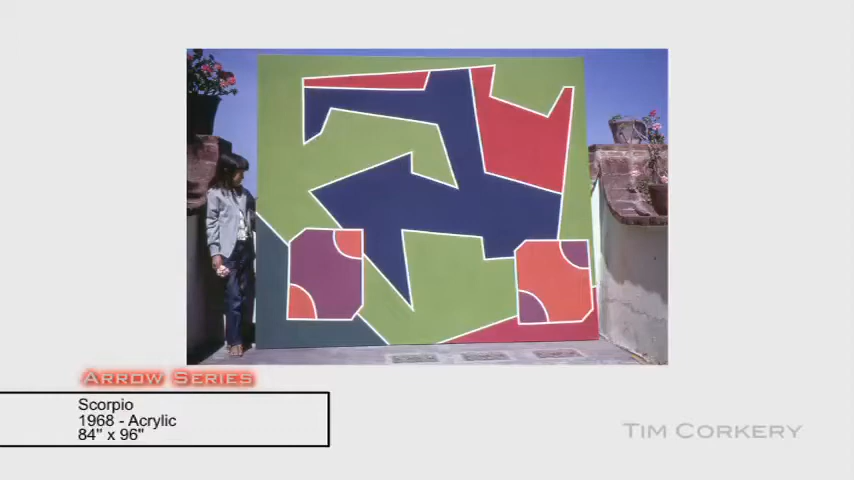 Arrow Series
Scorpio
1968 - Acrylic
84" x 96"
Tim Corkery